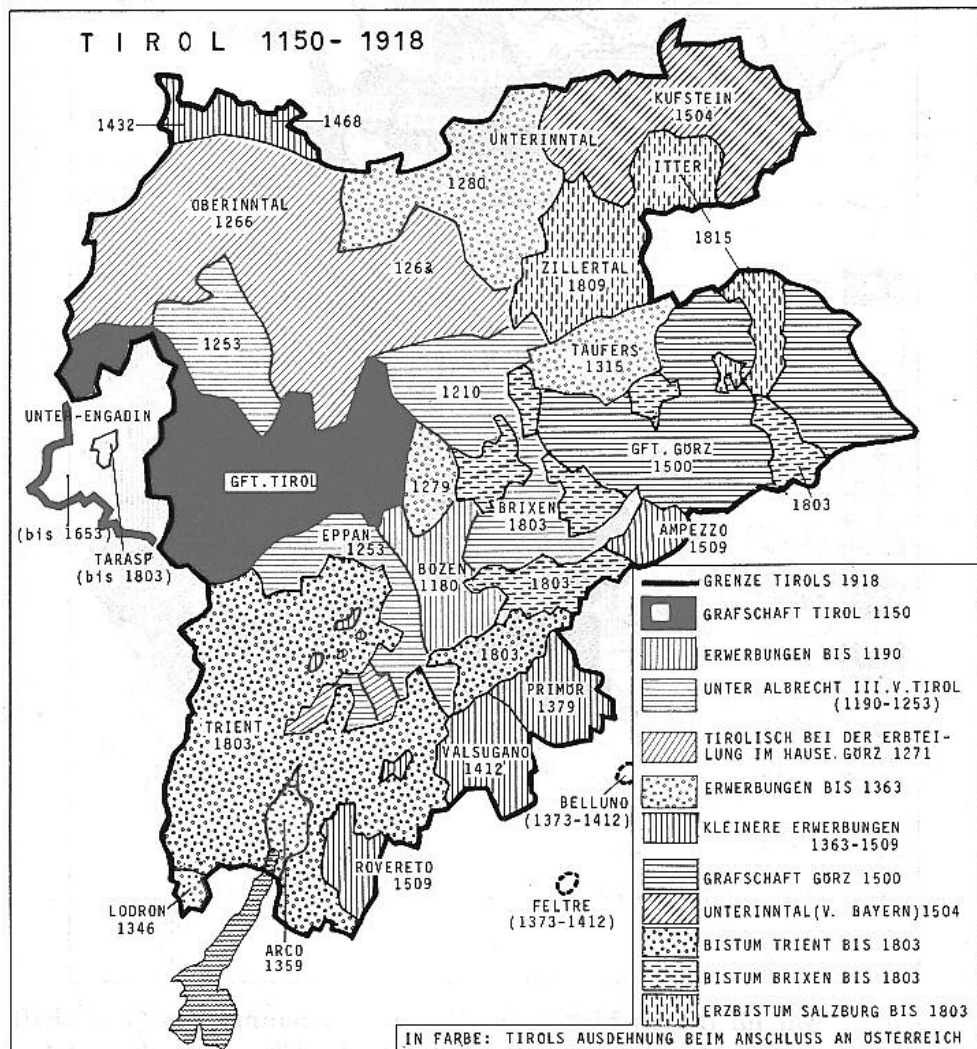 TIROL 1150-1918
1432
1468
KUFSTEIN
1504
UNTERINNTAL
ITTER
1280
OBERINNTAL
1266
1815
1263
ZILLERTAL
1809
1253
TAUFERS
1315
1210
UNTER-ENGADIN
GFT. GÖRZ
1500
GFT. TIROL
1279
BRIXEN
1803
1803
(bis 1653)
AMPEZZO
1509
EPPAN
1253
TARASP
(bis 1803)
BOZEN
1180
1803
1803
PRIMÖR
1379
TRIENT
1803
VALSUGANO
1412
BELLUNO
(1373-1412)
ROVERETO
1509
FELTRE
(1373-1412)
LODRON
1346
ARCO
1359
GRENZE TIROLS 1918
GRAFSCHAFT TIROL 1150
ERWERBUNGEN BIS 1190
UNTER ALBRECHT III.V.TIROL
(1190-1253)
TIROLISCH BEI DER ERBTEI-
LUNG IM HAUSE. GÖRZ 1271
ERWERBUNGEN BIS 1363
KLEINERE ERWERBUNGEN
1363-1509
GRAFSCHAFT GÖRZ 1500
UNTERINNTAL(V. BAYERN)1504
BISTUM TRIENT BIS 1803
BISTUM BRIXEN BIS 1803
ERZBISTUM SALZBURG BIS 1803
IN FARBE: TIROLS AUSDEHNUNG BEIM ANSCHLUSS AN ÖSTERREICH